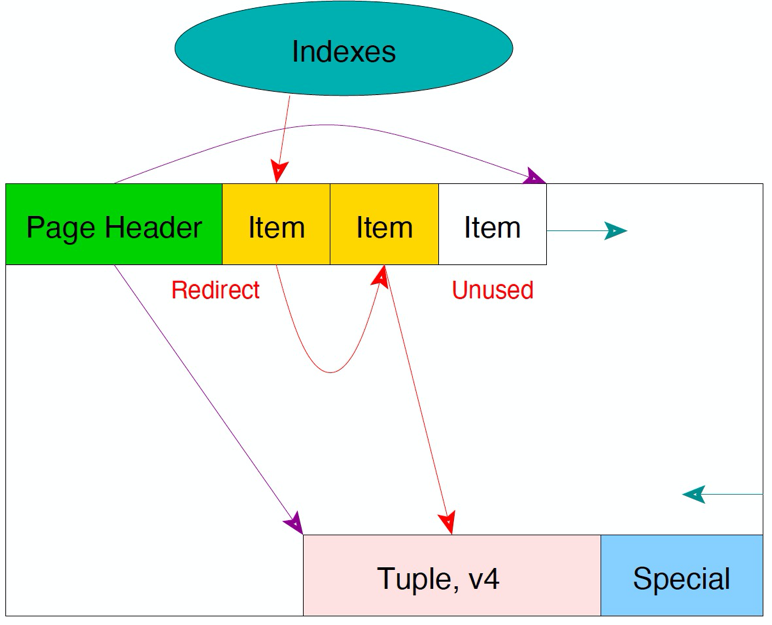 Indexes
Page Header
Item
Item
Item
Redirect
Unused
Tuple, v4
Special